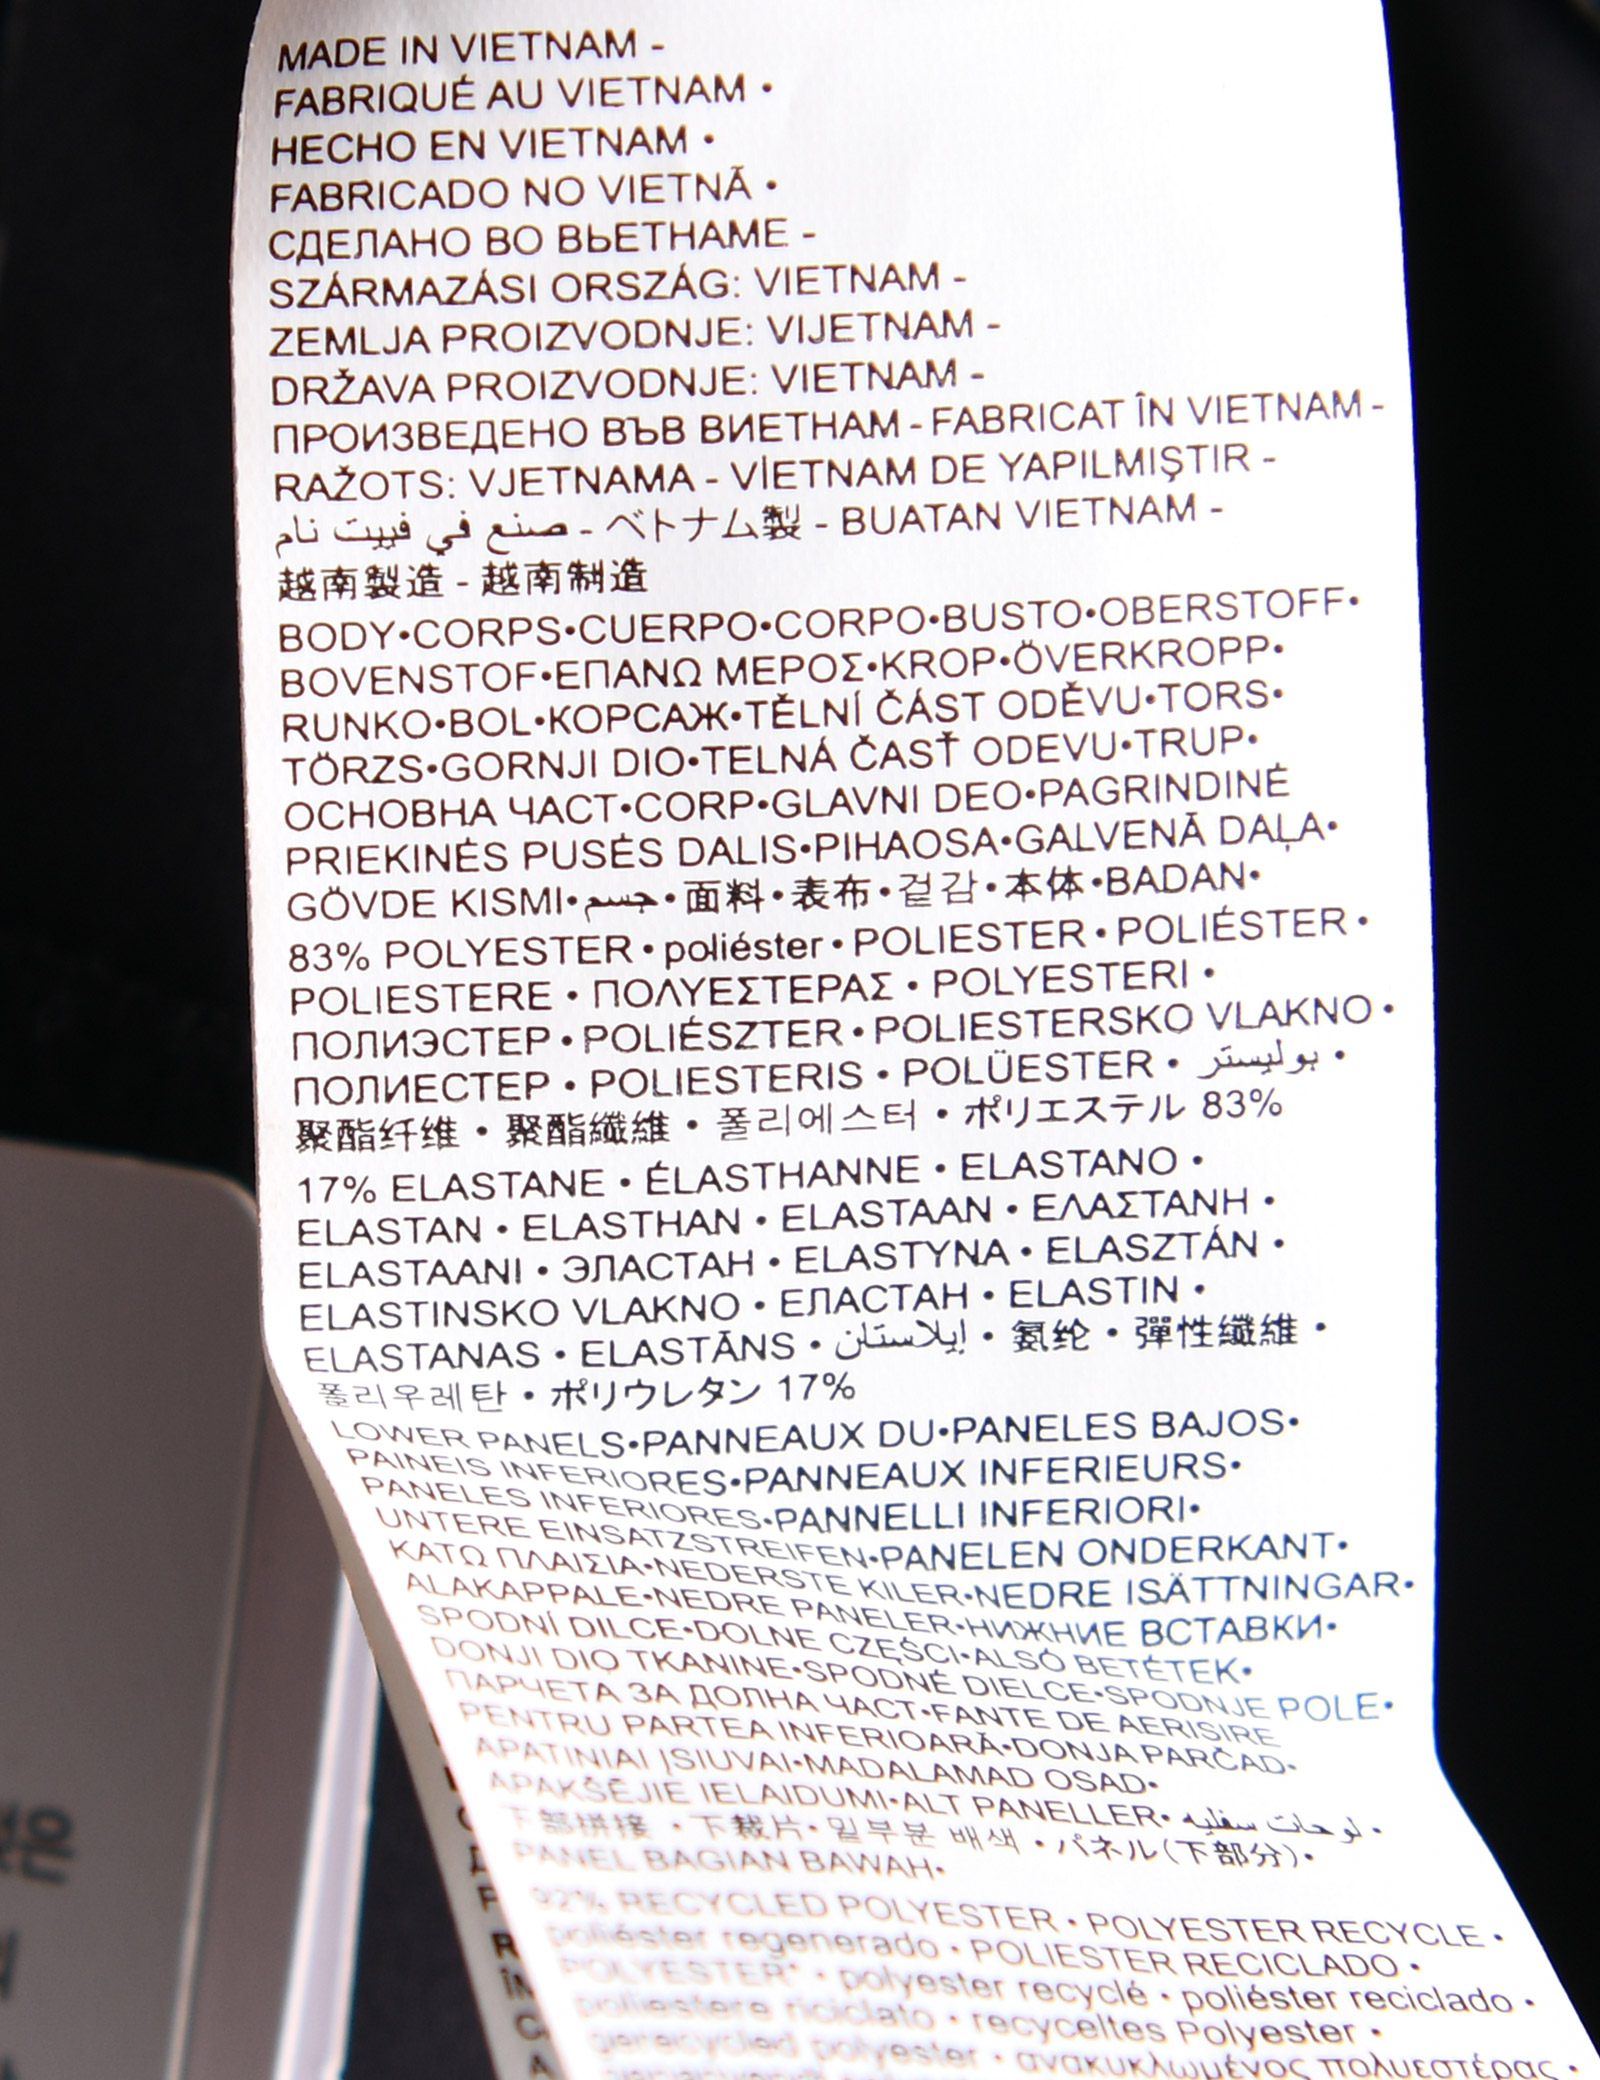 MADE IN VIETNAM -
FABRIQUÉ AU VIETNAM •
HECHO EN VIETNAM •
FABRICADO NO VIETNÃ •
СДЕЛАНО ВО ВЬЕТНАМЕ -
SZÁRMAZÁSI ORSZÁG: VIETNAM -
ZEMLJA PROIZVODNJE: VIJETNAM -
DRŽAVA PROIZVODNJE: VIETNAM -
ПРОИЗВЕДЕНО ВЪВ ВИЕТНАМ - FABRICAT ÎN VIETNAM -
RAŽOTS: VJETNAMA - VİETNAM DE YAPILMIŞTIR -
صنع في فييت نام - ベトナム製 - BUATAN VIETNAM -
越南製造 - 越南制造
BODY•CORPS•CUERPO•CORPO•BUSTO•OBERSTOFF•
BOVENSTOF•ΕΠΑΝΩ ΜΕΡΟΣ•KROP•ÖVERKROPP•
RUNKO•BOL•КОРСАЖ•TĚLNÍ ČÁST ODĚVU•TORS•
TÖRZS•GORNJI DIO•TELNÁ ČASŤ ODEVU•TRUP•
ОСНОВНА ЧАСТ•CORP•GLAVNI DEO•PAGRINDINĖ
PRIEKINĖS PUSĖS DALIS•PIHAOSA•GALVENĀ DAĻA•
GÖVDE KISMI•جسم•面料•表布•겉감•本体•BADAN•
83% POLYESTER • poliéster • POLIESTER • POLIÉSTER •
POLIESTERE • ΠΟΛΥΕΣΤΕΡΑΣ • POLYESTERI •
ПОЛИЭСТЕР • POLIÉSZTER • POLIESTERSKO VLAKNO •
ПОЛИЕСТЕР • POLIESTERIS • POLÜESTER • بوليستر •
聚酯纤维 • 聚酯纖維 • 폴리에스터 • ポリエステル 83%
17% ELASTANE • ÉLASTHANNE • ELASTANO •
ELASTAN • ELASTHAN • ELASTAAN • ΕΛΑΣΤΑΝΗ •
ELASTAANI • ЭЛАСТАН • ELASTYNA • ELASZTÁN •
ELASTINSKO VLAKNO • ЕЛАСТАН • ELASTIN •
ELASTANAS • ELASTĀNS • إيلاستان • 氨纶 • 彈性纖維 •
폴리우레탄 • ポリウレタン 17%
LOWER PANELS•PANNEAUX DU•PANELES BAJOS•
PAINEIS INFERIORES•PANNEAUX INFERIEURS•
PANELES INFERIORES•PANNELLI INFERIORI•
UNTERE EINSATZSTREIFEN•PANELEN ONDERKANT•
ΚΑΤΩ ΠΛΑΙΣΙΑ•NEDERSTE KILER•NEDRE ISÄTTNINGAR•
ALAKAPPALE•NEDRE PANELER•НИЖНИЕ ВСТАВКИ•
SPODNÍ DILCE•DOLNE CZĘŚCI•ALSÓ BETÉTEK•
DONJI DIO TKANINE•SPODNÉ DIELCE•SPODNJE POLE•
ПАРЧЕТА ЗА ДОЛНА ЧАСТ•FANTE DE AERISIRE
PENTRU PARTEA INFERIOARĂ•DONJA PARČAD•
APATINIAI ĮSIUVAI•MADALAMAD OSAD•
APAKŠĒJIE IELAIDUMI•ALT PANELLER• لوحات سفلية •
下部拼接 • 下裁片 • 밑부분 배색 • パネル(下部分)•
PANEL BAGIAN BAWAH•
92% RECYCLED POLYESTER • POLYESTER RECYCLE •
poliéster regenerado • POLIESTER RECICLADO •
POLYESTER* • polyester recyclé • poliéster reciclado •
poliestere riciclato • recyceltes Polyester •
gerecycled polyester • ανακυκλωμένος πολυεστέρας •